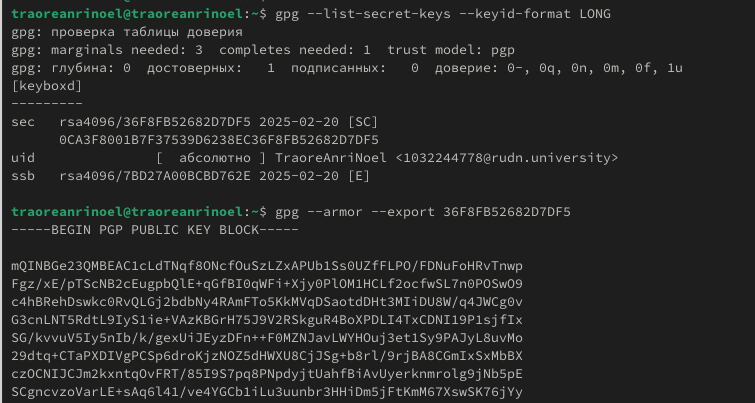 traoreanrinoel@traoreanrinoel:~$ gpg --list-secret-keys --keyid-format LONG
gpg: проверка таблицы доверия
gpg: marginals needed: 3  completes needed: 1  trust model: pgp
gpg: глубина: 0  достоверных:   1  подписанных:   0  доверие: 0-, 0q, 0n, 0m, 0f, 1u
[keyboxd]
---------
sec   rsa4096/36F8FB52682D7DF5 2025-02-20 [SC]
      0CA3F8001B7F37539D6238EC36F8FB52682D7DF5
uid                 [  абсолютно ] TraoreAnriNoel <1032244778@rudn.university>
ssb   rsa4096/7BD27A00BCBD762E 2025-02-20 [E]
traoreanrinoel@traoreanrinoel:~$ gpg --armor --export 36F8FB52682D7DF5
-----BEGIN PGP PUBLIC KEY BLOCK-----
mQINBGe23QMBEAC1cLdTNqf8ONcfOuSzLZxAPUb1Ss0UZfFLPO/FDNuFoHRvTnwp
Fgz/xE/pTScNB2cEugpbQlE+qGfBI0qWFi+Xjy0PlOM1HCLf2ocfwSL7n0POSwO9
c4hBRehDswkc0RvQLGj2bdbNy4RAmFTo5KkMVqDSaotdDHt3MIiDU8W/q4JWCg0v
G3cnLNT5RdtL9IyS1ie+VAzKBGrH75J9V2RSkguR4BoXPDLI4TxCDNI19P1sjfIx
SG/kvvuV5Iy5nIb/k/gexUiJEyzDFn++F0MZNJavLWYHOuj3et1Sy9PAJyL8uvMo
29dtq+CTaPXDIVgPCSp6droKjzNOZ5dHWXU8CjJSg+b8rl/9rjBA8CGmIxSxMbBX
czOCNIJCJm2kxntqOvFRT/85I9S7pq8PNpdyjtUahfBiAvUyerknmrolg9jNb5pE
SCgncvzoVarLE+sAq6l41/ve4YGCb1iLu3uunbr3HHiDm5jFtKmM67XswSK76jYy